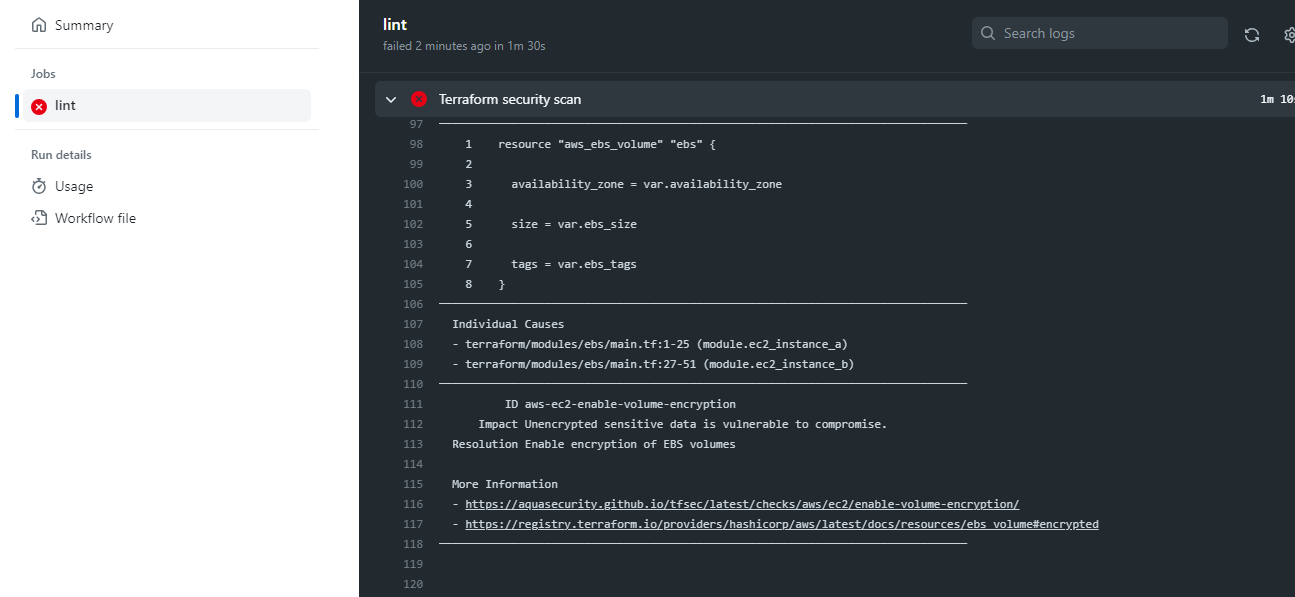 Summary
Jobs
lint
Run details
Usage
Workflow file
lint
failed 2 minutes ago in 1m 30s
Search logs
Terraform security scan
1m 10s
97
98 1 resource "aws_ebs_volume" "ebs" {
99 2
100 3 availability_zone = var.availability_zone
101 4
102 5 size = var.ebs_size
103 6
104 7 tags = var.ebs_tags
105 8 }
106
107 Individual Causes
108 - terraform/modules/ebs/main.tf:1-25 (module.ec2_instance_a)
109 - terraform/modules/ebs/main.tf:27-51 (module.ec2_instance_b)
110
111 ID aws-ec2-enable-volume-encryption
112 Impact Unencrypted sensitive data is vulnerable to compromise.
113 Resolution Enable encryption of EBS volumes
114
115 More Information
116 - https://aquasecurity.github.io/tfsec/latest/checks/aws/ec2/enable-volume-encryption/
117 - https://registry.terraform.io/providers/hashicorp/aws/latest/docs/resources/ebs_volume#encrypted
118
119
120